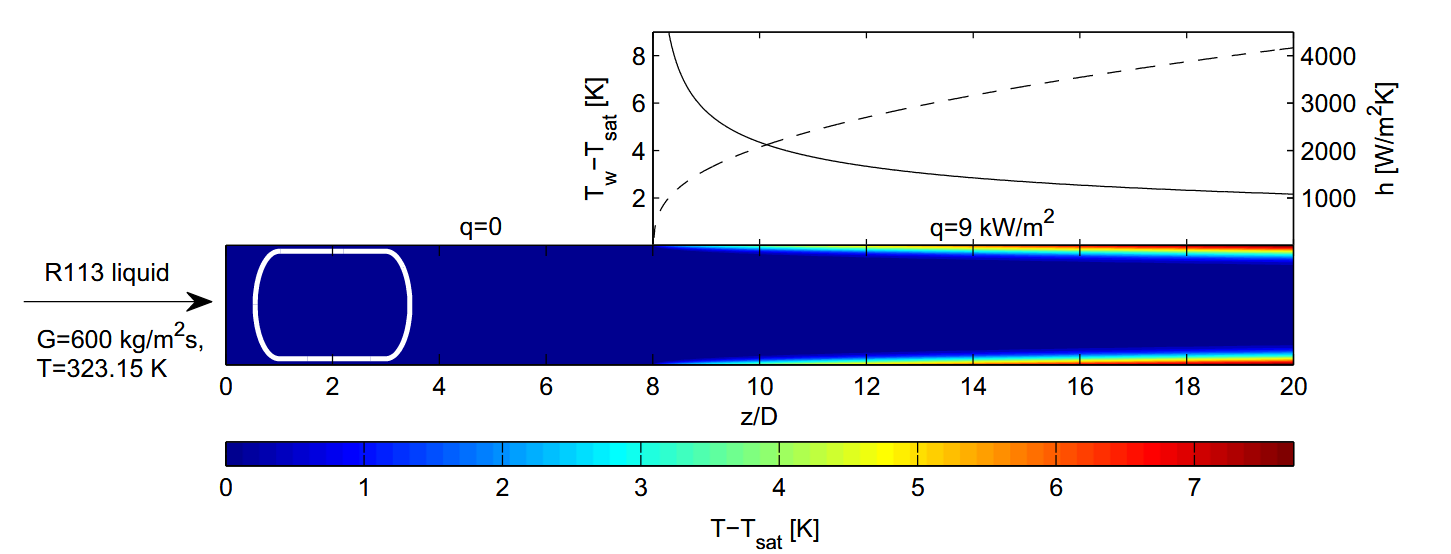 8
6
4
2
T_w−T_sat [K]
4000
3000
2000
1000
h [W/m²K]
q=0
q=9 kW/m²
R113 liquid
G=600 kg/m²s,
T=323.15 K
0 2 4 6 8 10 12 14 16 18 20
z/D
0 1 2 3 4 5 6 7
T−T_sat [K]